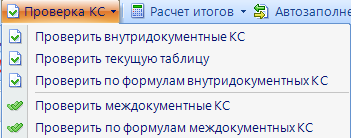 Проверка КС Расчет итогов Автозаполне
Проверить внутридокументные КС
Проверить текущую таблицу
Проверить по формулам внутридокументных КС
Проверить междокументные КС
Проверить по формулам междокументных КС